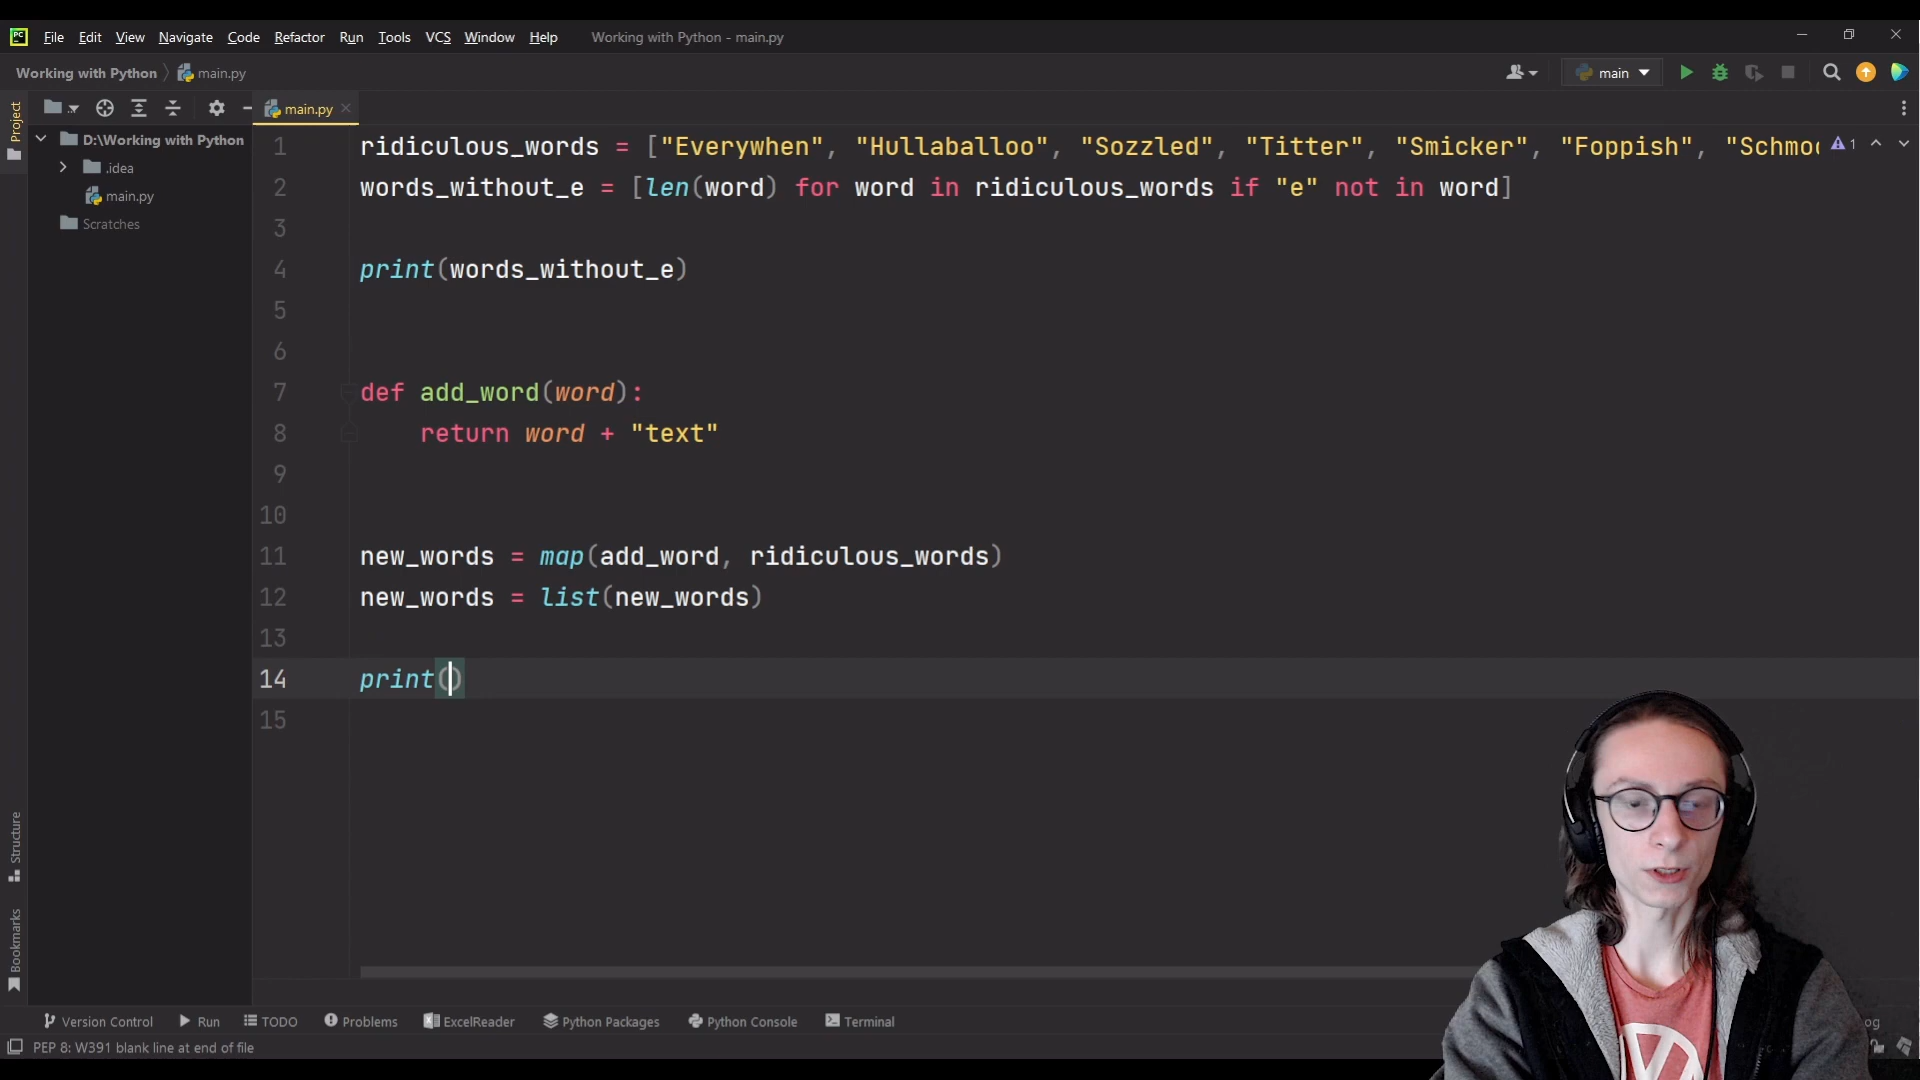 PC File Edit View Navigate Code Refactor Run Tools VCS Window Help Working with Python - main.py
Working with Python main.py main
Project main.py
D:\Working with Python
.idea
main.py
Scratches
1 ridiculous_words = ["Everywhen", "Hullaballoo", "Sozzled", "Titter", "Smicker", "Foppish", "Schmoo 1
2 words_without_e = [len(word) for word in ridiculous_words if "e" not in word]
3
4 print(words_without_e)
5
6
7 def add_word(word):
8 return word + "text"
9
10
11 new_words = map(add_word, ridiculous_words)
12 new_words = list(new_words)
13
14 print()
15
Structure
Bookmarks
Version Control Run TODO Problems ExcelReader Python Packages Python Console Terminal
PEP 8: W391 blank line at end of file